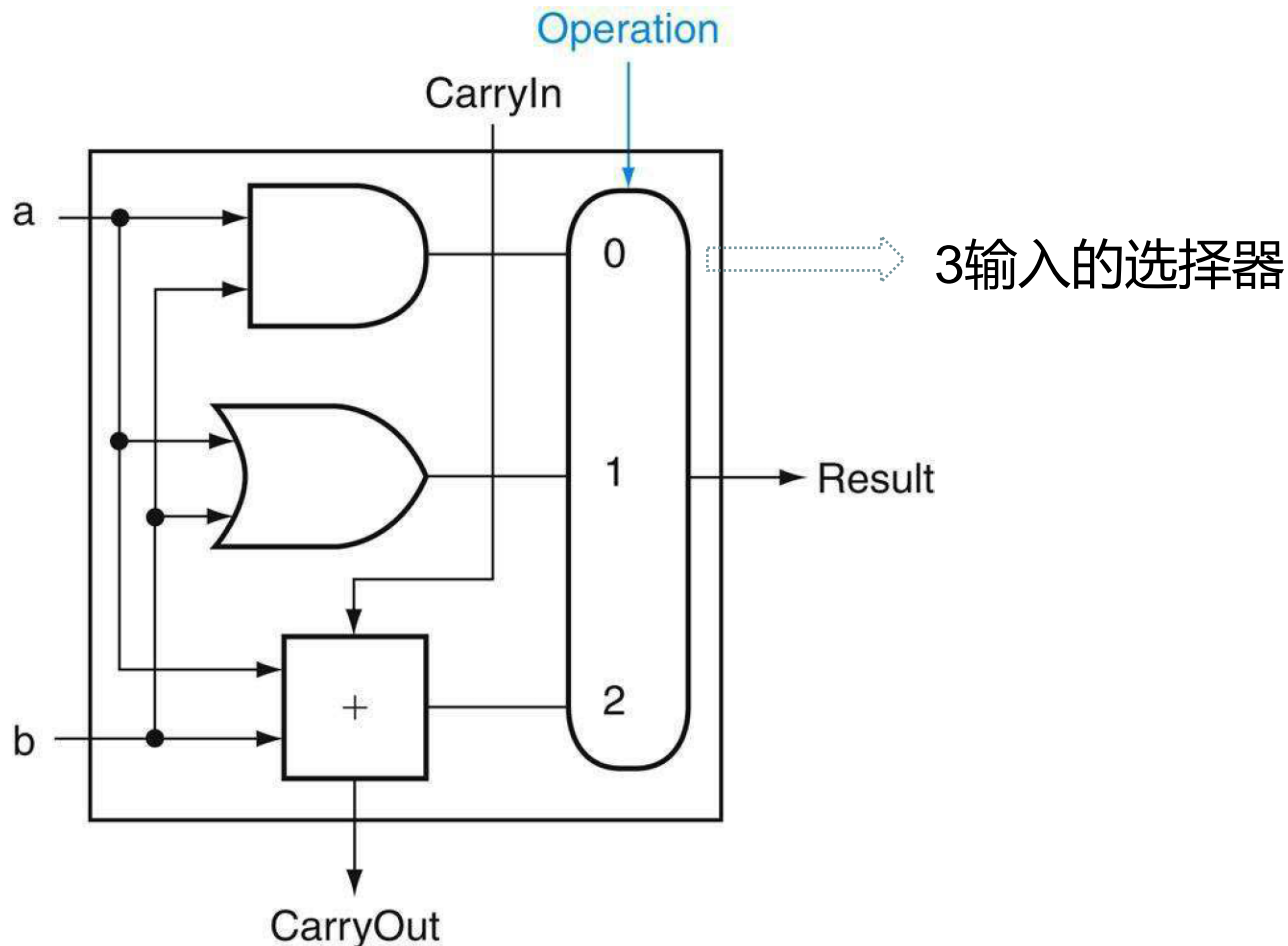 Operation
CarryIn
a
0
3输入的选择器
1
Result
+
2
b
CarryOut